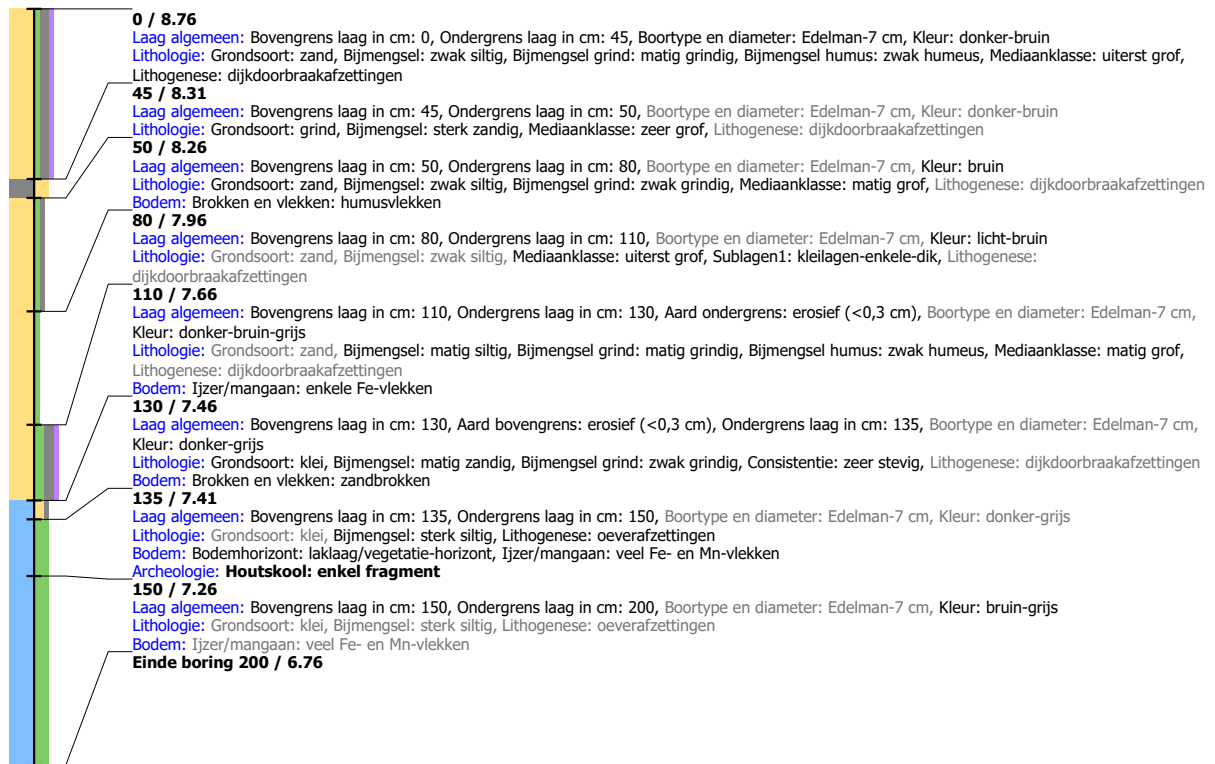 0 / 8.76
Laag algemeen: Bovengrens laag in cm: 0, Ondergrens laag in cm: 45, Boortype en diameter: Edelman-7 cm, Kleur: donker-bruin
Lithologie: Grondsoort: zand, Bijmengsel: zwak siltig, Bijmengsel grind: matig grindig, Bijmengsel humus: zwak humeus, Mediaanklasse: uiterst grof,
Lithogenese: dijkdoorbraakafzettingen
45 / 8.31
Laag algemeen: Bovengrens laag in cm: 45, Ondergrens laag in cm: 50, Boortype en diameter: Edelman-7 cm, Kleur: donker-bruin
Lithologie: Grondsoort: grind, Bijmengsel: sterk zandig, Mediaanklasse: zeer grof, Lithogenese: dijkdoorbraakafzettingen
50 / 8.26
Laag algemeen: Bovengrens laag in cm: 50, Ondergrens laag in cm: 80, Boortype en diameter: Edelman-7 cm, Kleur: bruin
Lithologie: Grondsoort: zand, Bijmengsel: zwak siltig, Bijmengsel grind: zwak grindig, Mediaanklasse: matig grof, Lithogenese: dijkdoorbraakafzettingen
Bodem: Brokken en vlekken: humusvlekken
80 / 7.96
Laag algemeen: Bovengrens laag in cm: 80, Ondergrens laag in cm: 110, Boortype en diameter: Edelman-7 cm, Kleur: licht-bruin
Lithologie: Grondsoort: zand, Bijmengsel: zwak siltig, Mediaanklasse: uiterst grof, Sublagen1: kleilagen-enkele-dik, Lithogenese:
dijkdoorbraakafzettingen
110 / 7.66
Laag algemeen: Bovengrens laag in cm: 110, Ondergrens laag in cm: 130, Aard ondergrens: erosief (<0,3 cm), Boortype en diameter: Edelman-7 cm,
Kleur: donker-bruin-grijs
Lithologie: Grondsoort: zand, Bijmengsel: matig siltig, Bijmengsel grind: matig grindig, Bijmengsel humus: zwak humeus, Mediaanklasse: matig grof,
Lithogenese: dijkdoorbraakafzettingen
Bodem: Ijzer/mangaan: enkele Fe-vlekken
130 / 7.46
Laag algemeen: Bovengrens laag in cm: 130, Aard bovengrens: erosief (<0,3 cm), Ondergrens laag in cm: 135, Boortype en diameter: Edelman-7 cm,
Kleur: donker-grijs
Lithologie: Grondsoort: klei, Bijmengsel: matig zandig, Bijmengsel grind: zwak grindig, Consistentie: zeer stevig, Lithogenese: dijkdoorbraakafzettingen
Bodem: Brokken en vlekken: zandbrokken
135 / 7.41
Laag algemeen: Bovengrens laag in cm: 135, Ondergrens laag in cm: 150, Boortype en diameter: Edelman-7 cm, Kleur: donker-grijs
Lithologie: Grondsoort: klei, Bijmengsel: sterk siltig, Lithogenese: oeverafzettingen
Bodem: Bodemhorizont: laklaag/vegetatie-horizont, Ijzer/mangaan: veel Fe- en Mn-vlekken
Archeologie: Houtskool: enkel fragment
150 / 7.26
Laag algemeen: Bovengrens laag in cm: 150, Ondergrens laag in cm: 200, Boortype en diameter: Edelman-7 cm, Kleur: bruin-grijs
Lithologie: Grondsoort: klei, Bijmengsel: sterk siltig, Lithogenese: oeverafzettingen
Bodem: Ijzer/mangaan: veel Fe- en Mn-vlekken
Einde boring 200 / 6.76